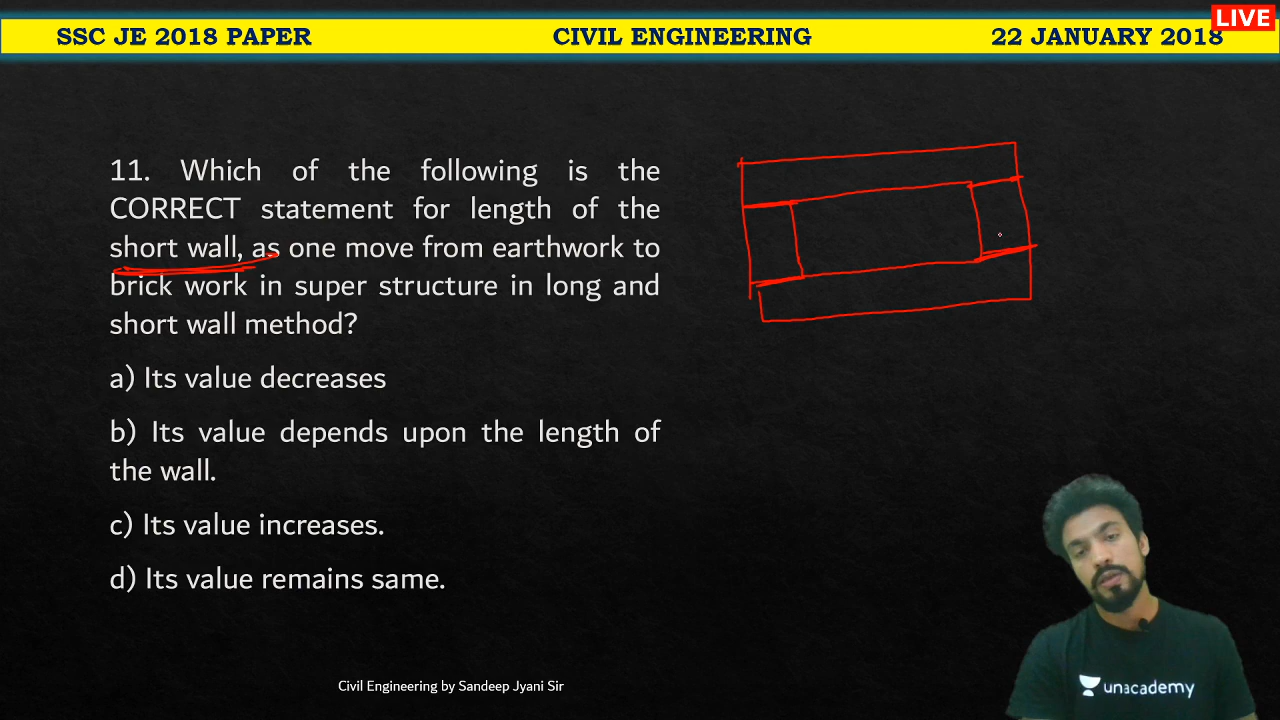 LIVE
SSC JE 2018 PAPER CIVIL ENGINEERING 22 JANUARY 2018
11. Which of the following is the
CORRECT statement for length of the
short wall, as one move from earthwork to
brick work in super structure in long and
short wall method?
a) Its value decreases
b) Its value depends upon the length of
the wall.
c) Its value increases.
d) Its value remains same.
Civil Engineering by Sandeep Jyani Sir
unacademy